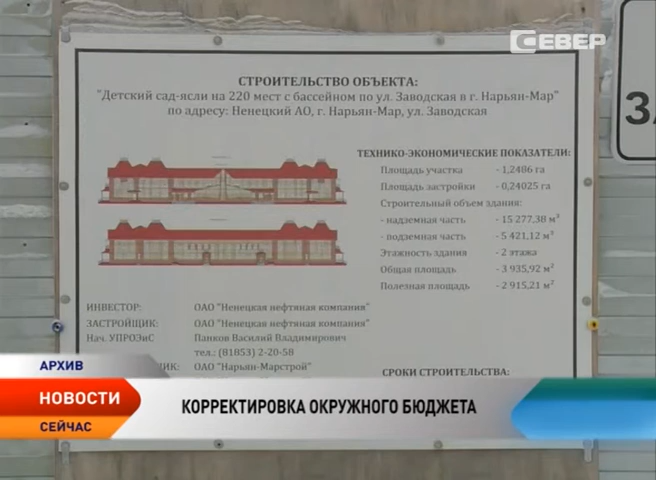 СЕВЕР
СТРОИТЕЛЬСТВО ОБЪЕКТА:
"Детский сад-ясли на 220 мест с бассейном по ул. Заводская в г. Нарьян-Мар"
по адресу: Ненецкий АО, г. Нарьян-Мар, ул. Заводская
ТЕХНИКО-ЭКОНОМИЧЕСКИЕ ПОКАЗАТЕЛИ:
Площадь участка - 1,2486 га
Площадь застройки - 0,24025 га
Строительный объем здания:
- надземная часть - 15 277,38 м³
- подземная часть - 5 421,12 м³
Этажность здания - 2 этажа
Общая площадь - 3 935,92 м²
Полезная площадь - 2 915,21 м²
ИНВЕСТОР: ОАО "Ненецкая нефтяная компания"
ЗАСТРОЙЩИК: ОАО "Ненецкая нефтяная компания"
Нач. УПРОЭиС Панков Василий Владимирович
тел.: (81853) 2-20-58
ИК: ОАО "Нарьян-Марстрой"
СРОКИ СТРОИТЕЛЬСТВА:
ЗА
АРХИВ
НОВОСТИ
СЕЙЧАС
КОРРЕКТИРОВКА ОКРУЖНОГО БЮДЖЕТА